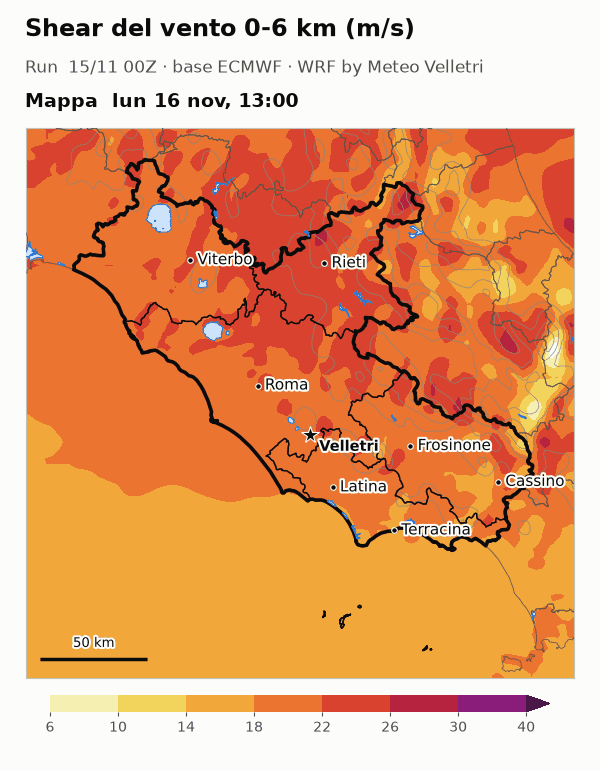 Shear del vento 0-6 km (m/s)
Run  15/11 00Z · base ECMWF · WRF by Meteo Velletri
Mappa  lun 16 nov, 13:00
Viterbo
Rieti
Roma
Velletri
Frosinone
Cassino
Latina
Terracina
50 km
6 10 14 18 22 26 30 40